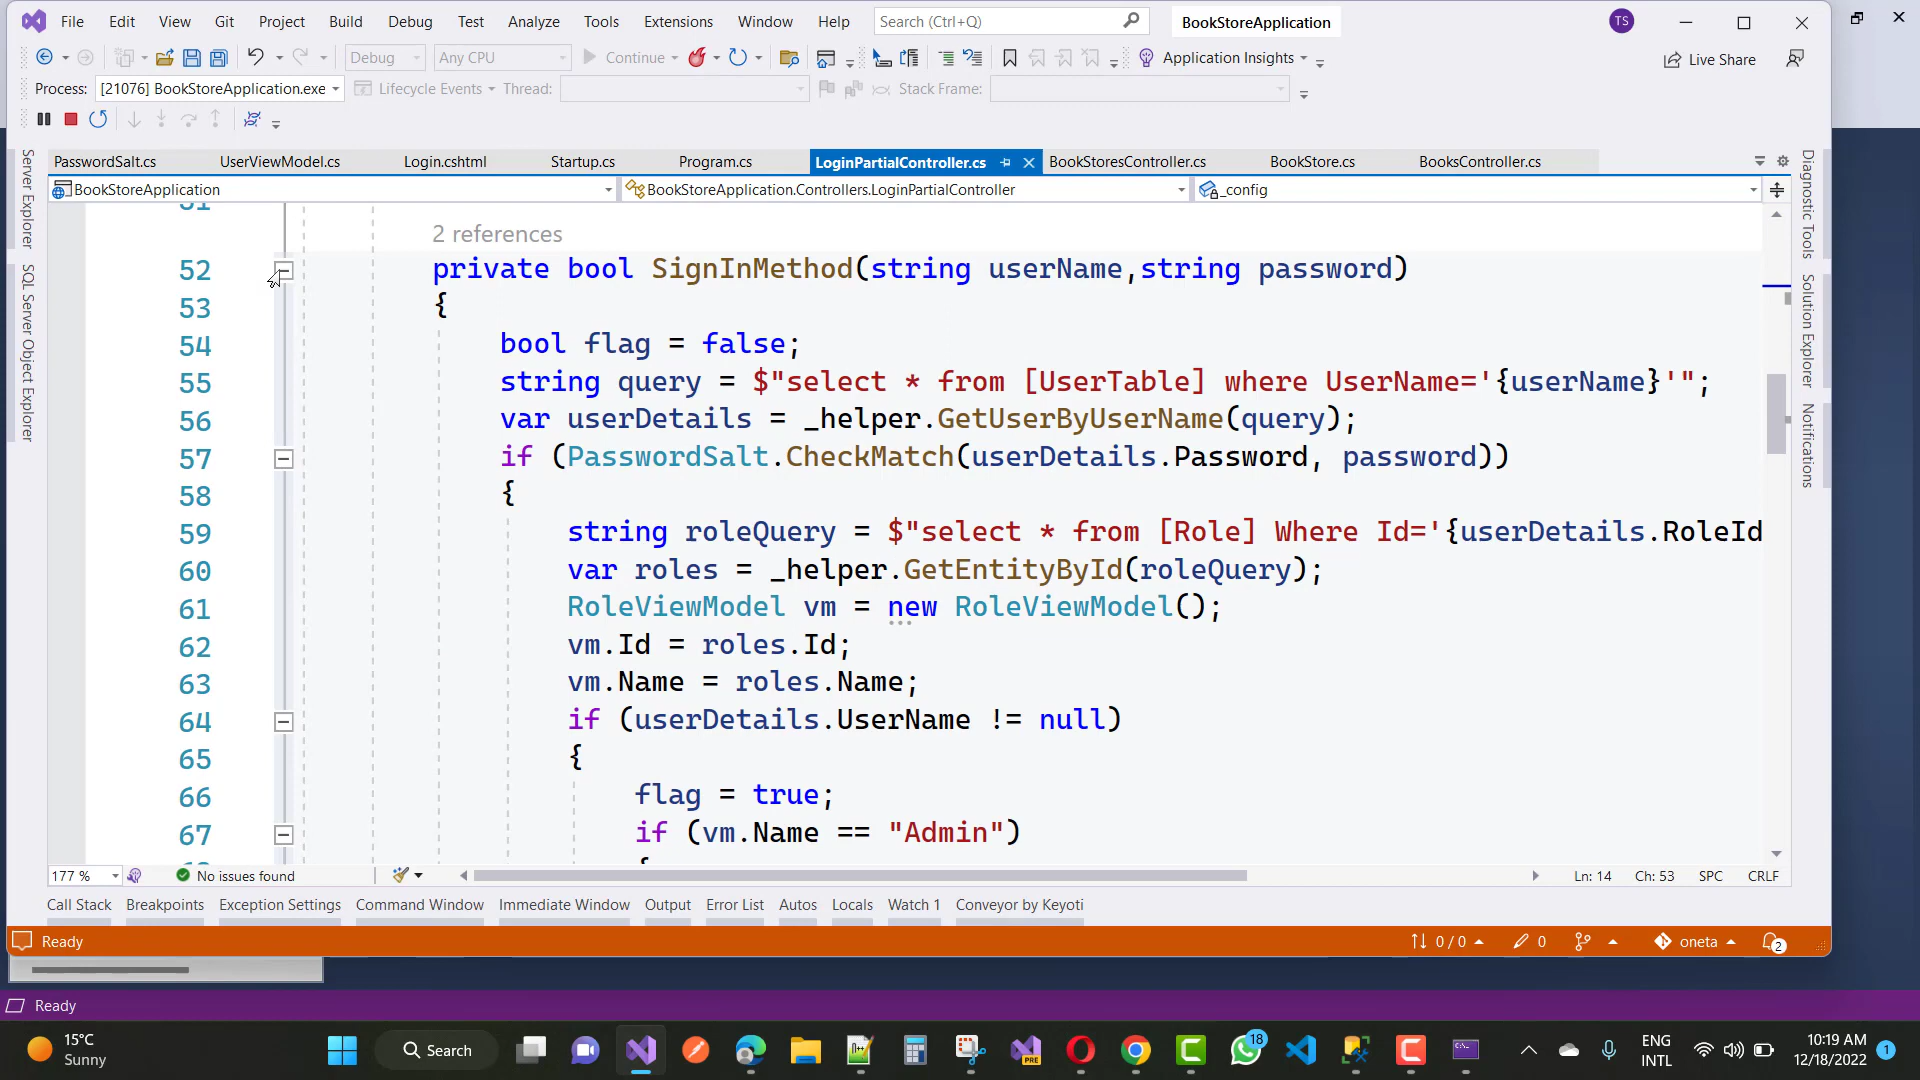 File Edit View Git Project Build Debug Test Analyze Tools Extensions Window Help Search (Ctrl+Q) BookStoreApplication TS
Debug Any CPU Continue Application Insights Live Share
Process: [21076] BookStoreApplication.exe Lifecycle Events Thread: Stack Frame:
PasswordSalt.cs UserViewModel.cs Login.cshtml Startup.cs Program.cs LoginPartialController.cs BookStoresController.cs BookStore.cs BooksController.cs
BookStoreApplication BookStoreApplication.Controllers.LoginPartialController _config
Server Explorer
SQL Server Object Explorer
51
2 references
52 private bool SignInMethod(string userName,string password)
53 {
54 bool flag = false;
55 string query = $"select * from [UserTable] where UserName='{userName}'";
56 var userDetails = _helper.GetUserByUserName(query);
57 if (PasswordSalt.CheckMatch(userDetails.Password, password))
58 {
59 string roleQuery = $"select * from [Role] Where Id='{userDetails.RoleId
60 var roles = _helper.GetEntityById(roleQuery);
61 RoleViewModel vm = new RoleViewModel();
62 vm.Id = roles.Id;
63 vm.Name = roles.Name;
64 if (userDetails.UserName != null)
65 {
66 flag = true;
67 if (vm.Name == "Admin")
{
Diagnostic Tools
Solution Explorer
Notifications
177 % No issues found Ln: 14 Ch: 53 SPC CRLF
Call Stack Breakpoints Exception Settings Command Window Immediate Window Output Error List Autos Locals Watch 1 Conveyor by Keyoti
Ready 0 / 0 0 oneta 2
Ready
15°C
Sunny
Search
PRE
18
ENG
INTL
10:19 AM
12/18/2022
1